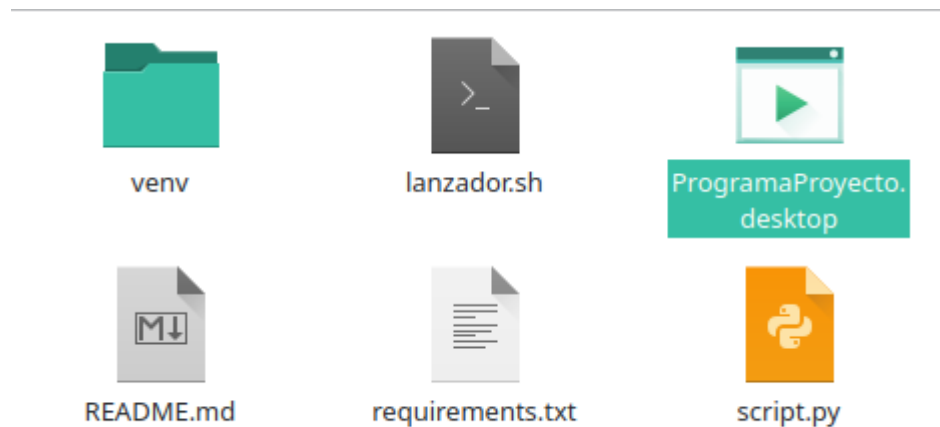 venv
lanzador.sh
ProgramaProyecto.
desktop
M
README.md
requirements.txt
script.py